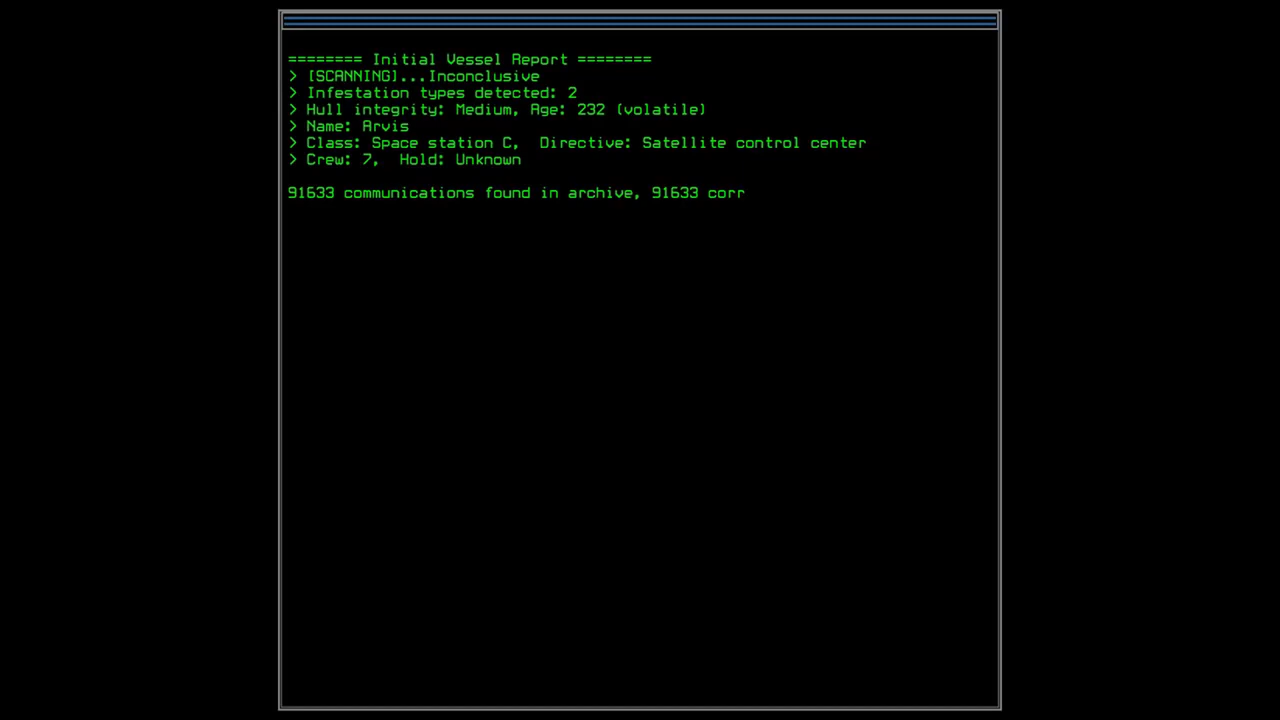 ======== Initial Vessel Report ========
> [SCANNING]...Inconclusive
> Infestation types detected: 2
> Hull integrity: Medium, Age: 232 (volatile)
> Name: Arvis
> Class: Space station C,  Directive: Satellite control center
> Crew: 7,  Hold: Unknown
91633 communications found in archive, 91633 corr